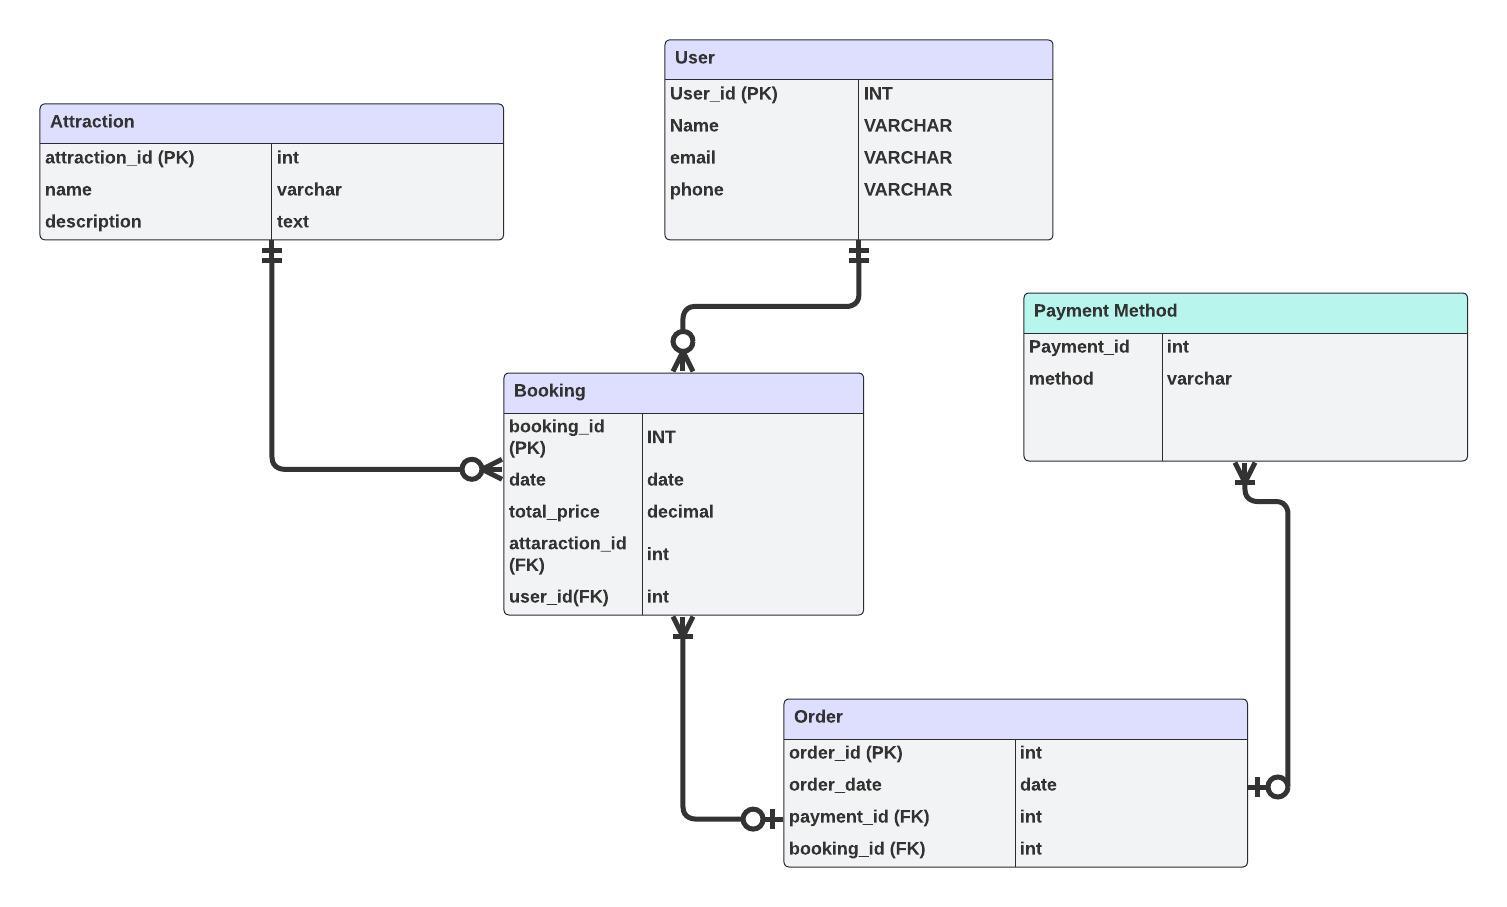 User
User_id (PK) INT
Name VARCHAR
email VARCHAR
phone VARCHAR
Attraction
attraction_id (PK) int
name varchar
description text
Payment Method
Payment_id int
method varchar
Booking
booking_id
(PK) INT
date date
total_price decimal
attaraction_id
(FK) int
user_id(FK) int
Order
order_id (PK) int
order_date date
payment_id (FK) int
booking_id (FK) int